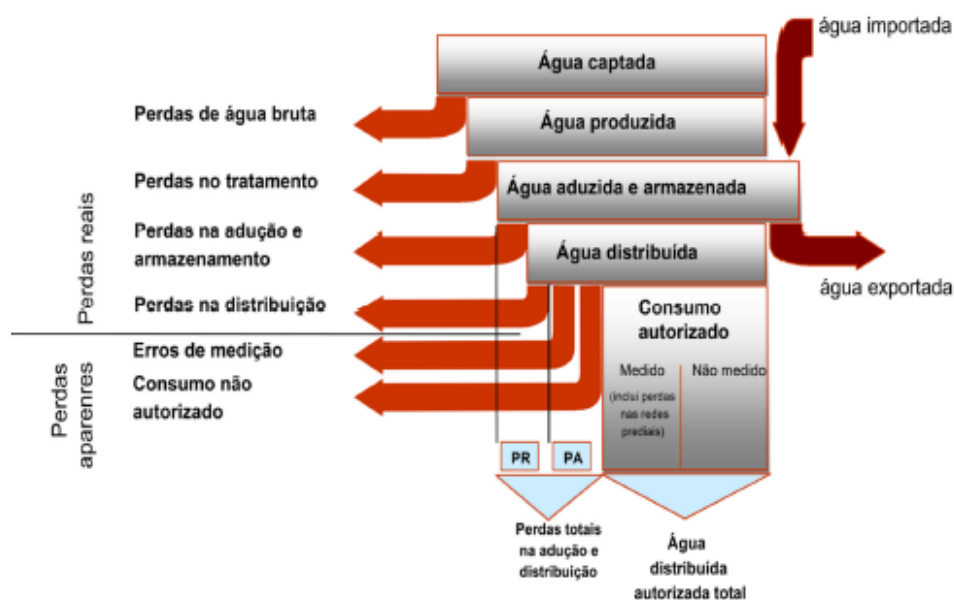 água importada
Água captada
Perdas de água bruta
Água produzida
Perdas no tratamento
Água aduzida e armazenada
Perdas reais
Perdas na adução e
armazenamento
Água distribuída
água exportada
Perdas na distribuição
Consumo
autorizado
Perdas
aparenres
Erros de medição
Consumo não
autorizado
Medido
(inclui perdas
nas redes
prediais)
Não medido
PR
PA
Perdas totais
na adução e
distribuição
Água
distribuída
autorizada total